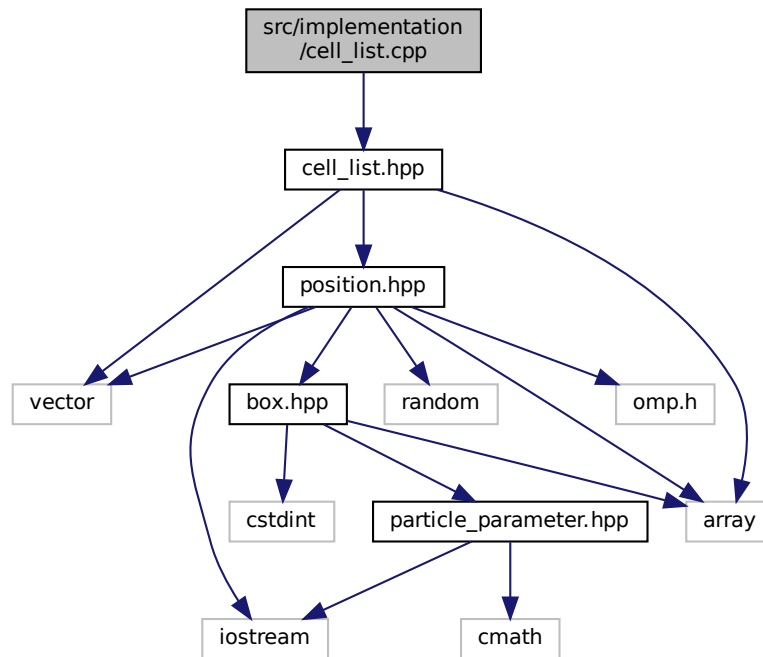 src/implementation
/cell_list.cpp
cell_list.hpp
position.hpp
vector
box.hpp
random
omp.h
cstdint
particle_parameter.hpp
array
iostream
cmath